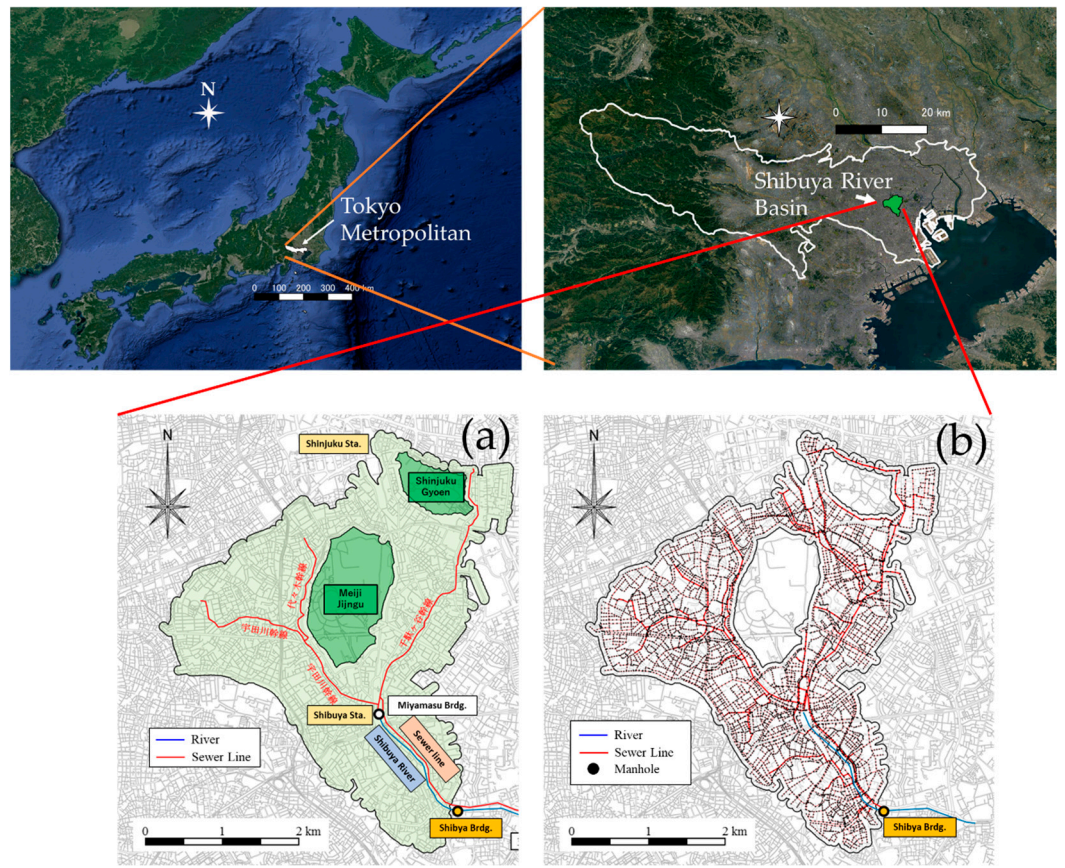 N
Tokyo
Metropolitan
0 100 200 300 400 km
0 10 20 km
Shibuya River
Basin
(a)
N
Shinjuku Sta.
Shinjuku
Gyoen
Meiji
Jijngu
代々木幹線
宇田川幹線
宇田川幹線
千駄ヶ谷幹線
Miyamasu Brdg.
Shibuya Sta.
Sewer line
Shibuya River
River
Sewer Line
Shibya Brdg.
0 1 2 km
(b)
N
River
Sewer Line
Manhole
Shibya Brdg.
0 1 2 km